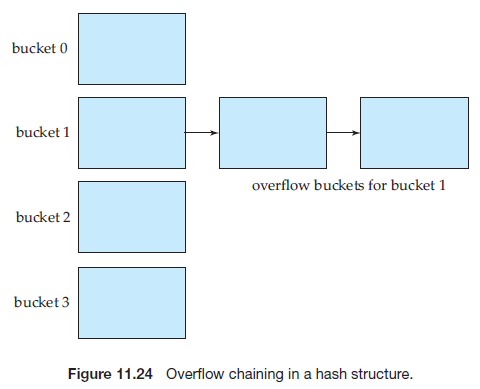 bucket 0
bucket 1
overflow buckets for bucket 1
bucket 2
bucket 3
Figure 11.24 Overflow chaining in a hash structure.